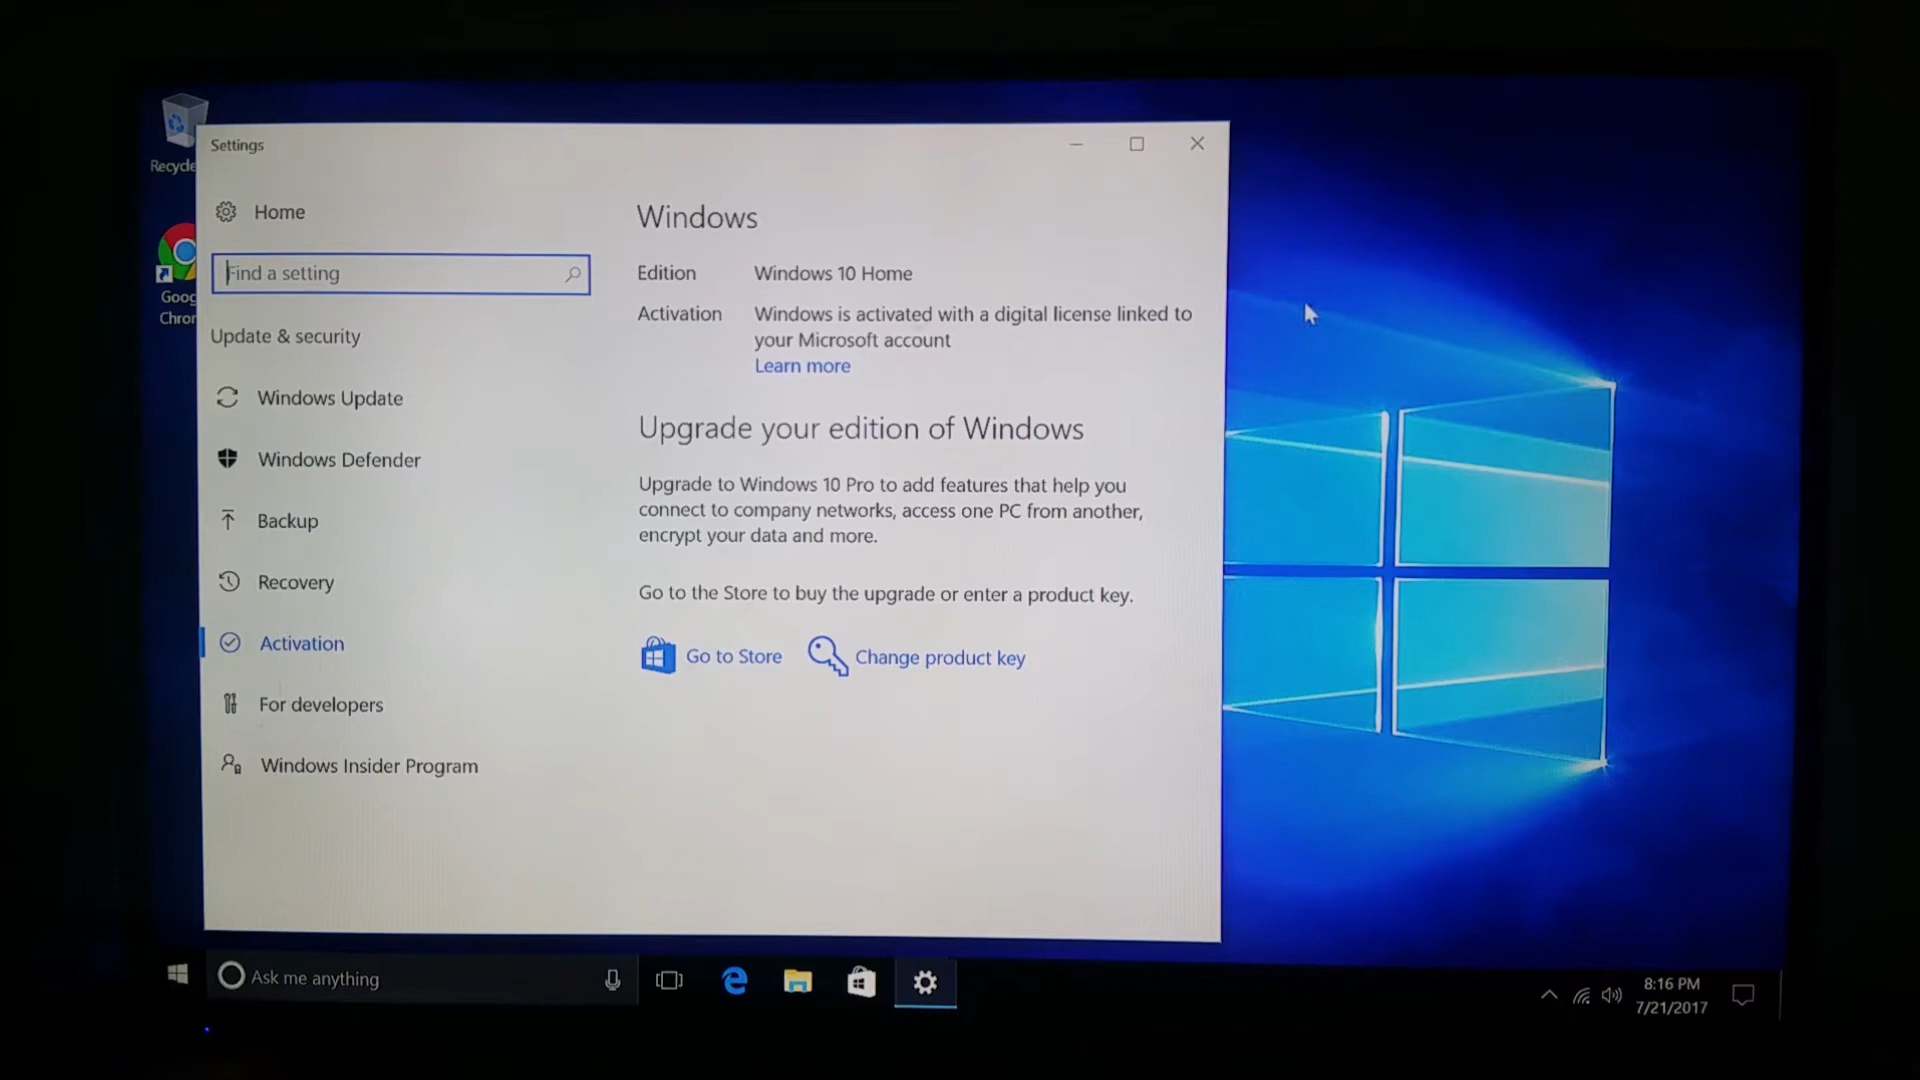 Recycle
Goog
Chron
Settings
Home
Find a setting
Update & security
Windows Update
Windows Defender
Backup
Recovery
Activation
For developers
Windows Insider Program
Windows
Edition Windows 10 Home
Activation Windows is activated with a digital license linked to
your Microsoft account
Learn more
Upgrade your edition of Windows
Upgrade to Windows 10 Pro to add features that help you
connect to company networks, access one PC from another,
encrypt your data and more.
Go to the Store to buy the upgrade or enter a product key.
Go to Store Change product key
Ask me anything
8:16 PM
7/21/2017